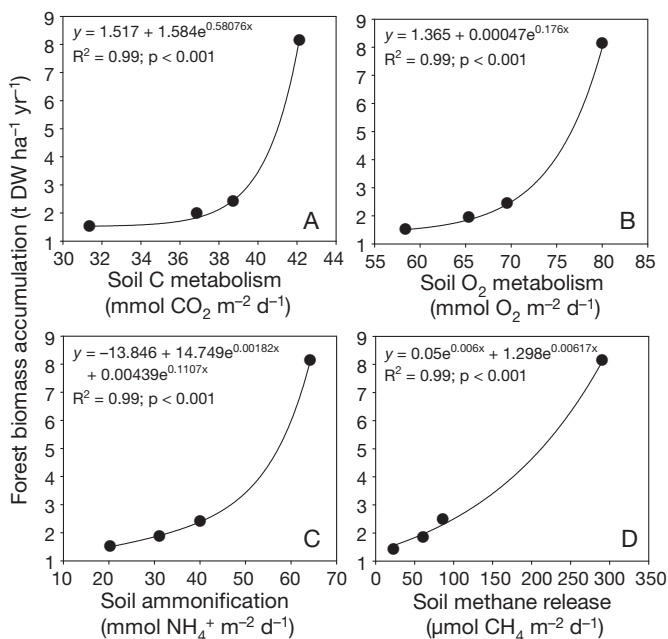 Forest biomass accumulation (t DW ha⁻¹ yr⁻¹)
9
8
7
6
5
4
3
2
1
y = 1.517 + 1.584e^0.58076x
R² = 0.99; p < 0.001
A
30 32 34 36 38 40 42 44
Soil C metabolism
(mmol CO₂ m⁻² d⁻¹)
9
8
7
6
5
4
3
2
1
y = 1.365 + 0.00047e^0.176x
R² = 0.99; p < 0.001
B
55 60 65 70 75 80 85
Soil O₂ metabolism
(mmol O₂ m⁻² d⁻¹)
9
8
7
6
5
4
3
2
1
y = –13.846 + 14.749e^0.00182x
+ 0.00439e^0.1107x
R² = 0.99; p < 0.001
C
10 20 30 40 50 60 70
Soil ammonification
(mmol NH₄⁺ m⁻² d⁻¹)
9
8
7
6
5
4
3
2
1
y = 0.05e^0.006x + 1.298e^0.00617x
R² = 0.99; p < 0.001
D
0 50 100 150 200 250 300 350
Soil methane release
(μmol CH₄ m⁻² d⁻¹)